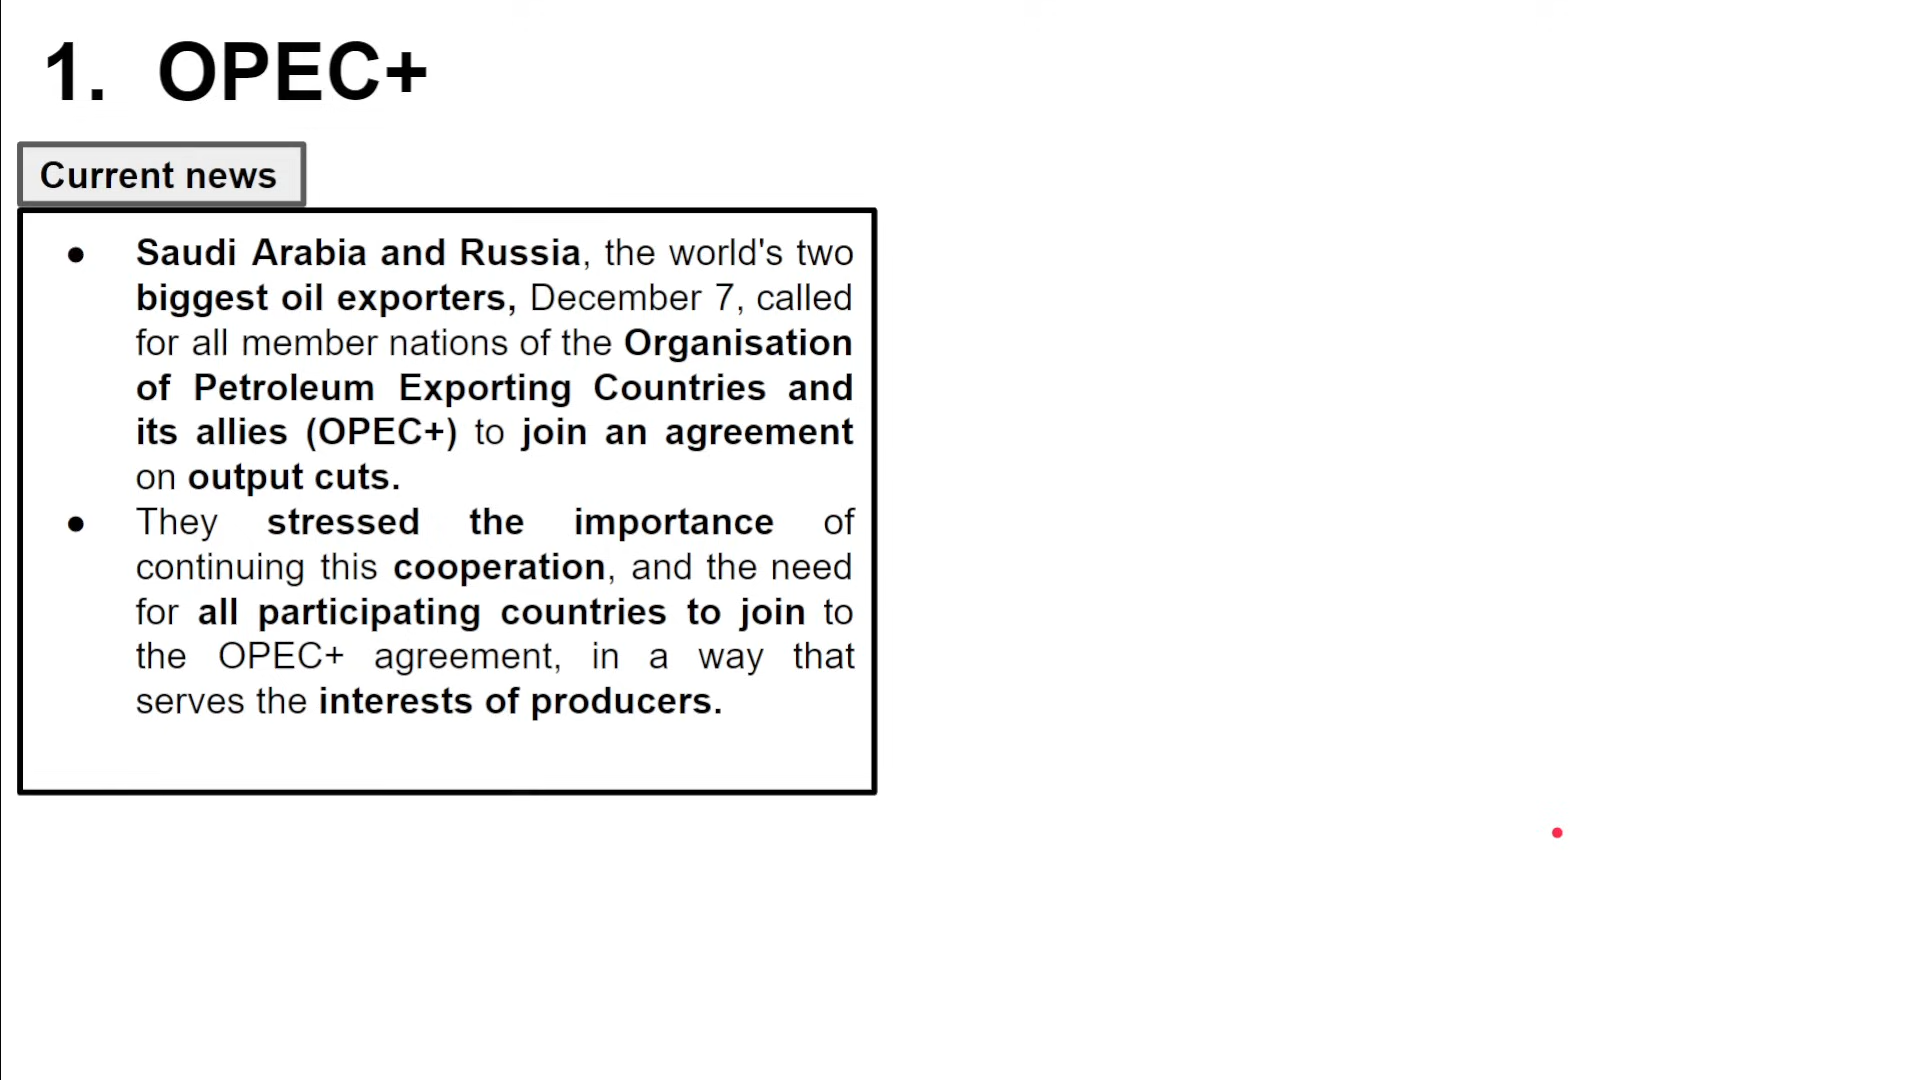 1. OPEC+
Current news
● Saudi Arabia and Russia, the world's two
biggest oil exporters, December 7, called
for all member nations of the Organisation
of Petroleum Exporting Countries and
its allies (OPEC+) to join an agreement
on output cuts.
● They stressed the importance of
continuing this cooperation, and the need
for all participating countries to join to
the OPEC+ agreement, in a way that
serves the interests of producers.